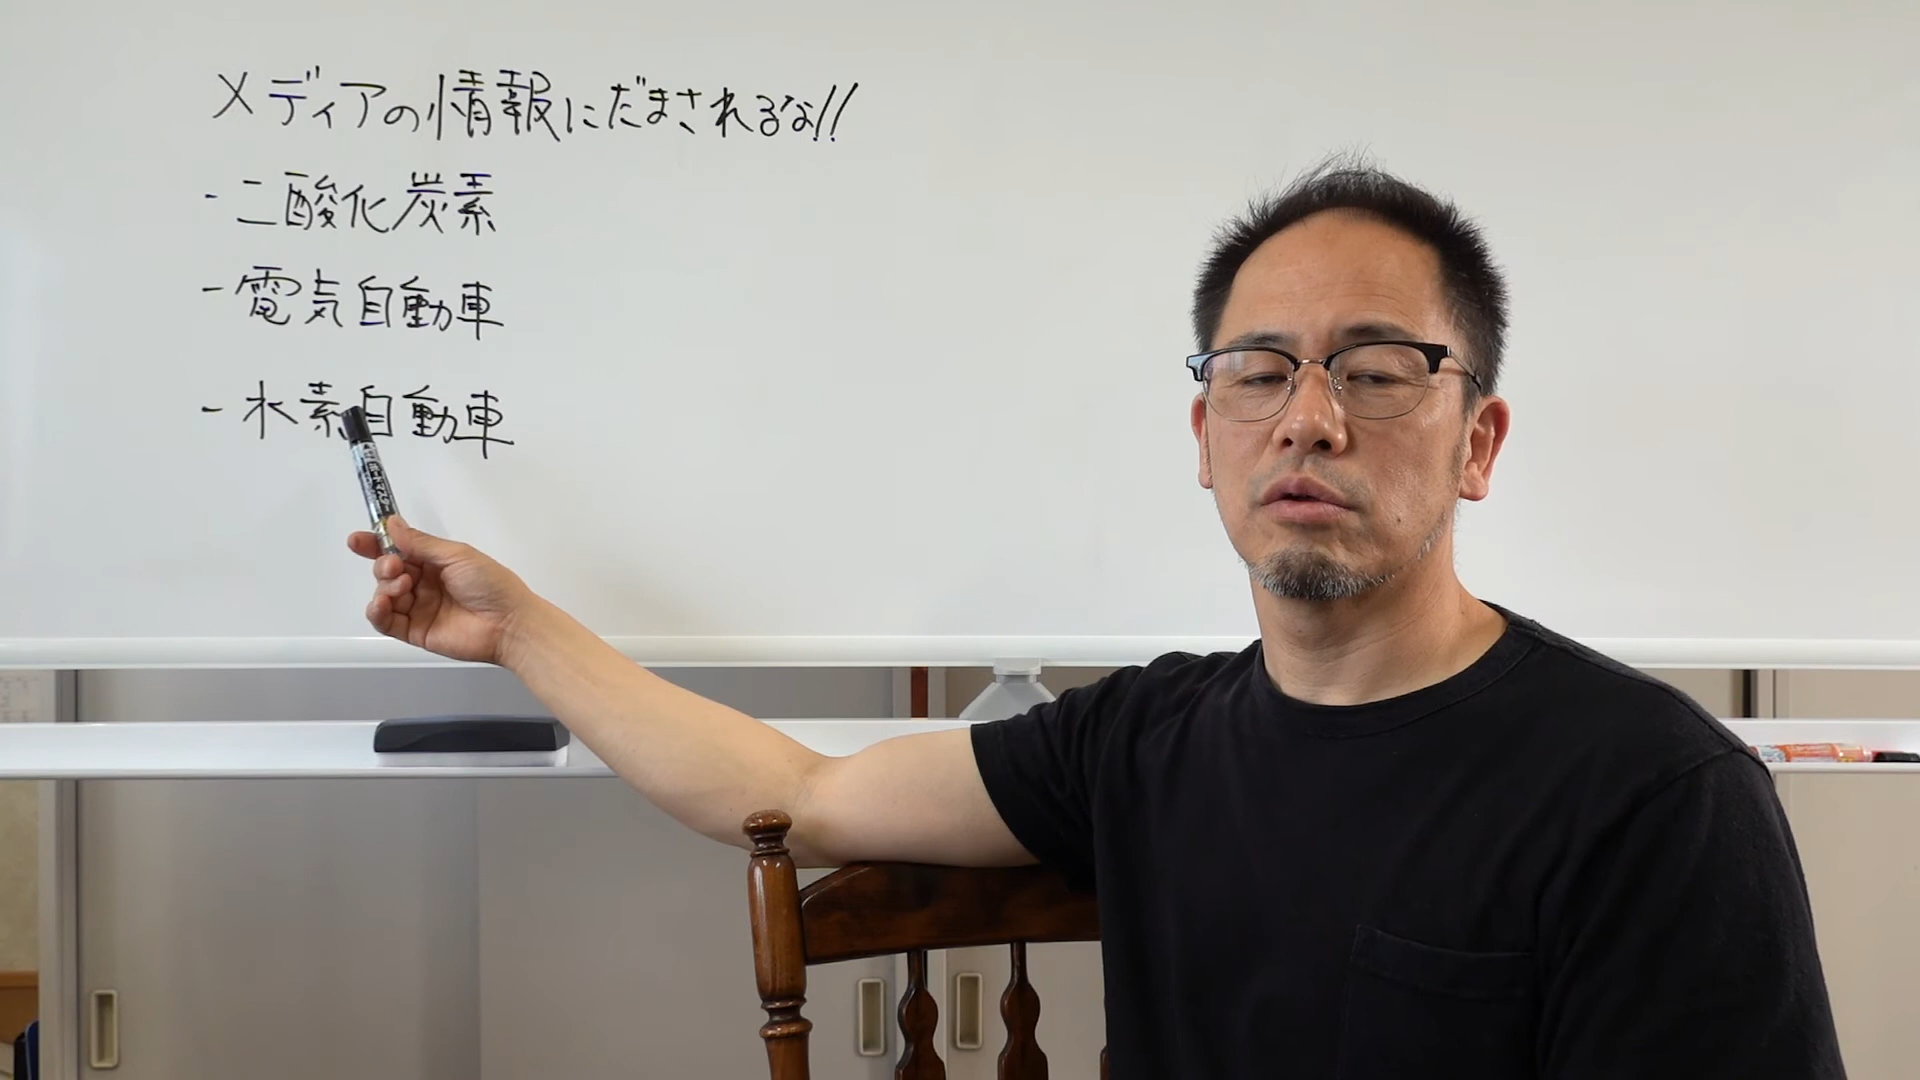 メディアの情報にだまされるな!!
- 二酸化炭素
- 電気自動車
- 水素自動車